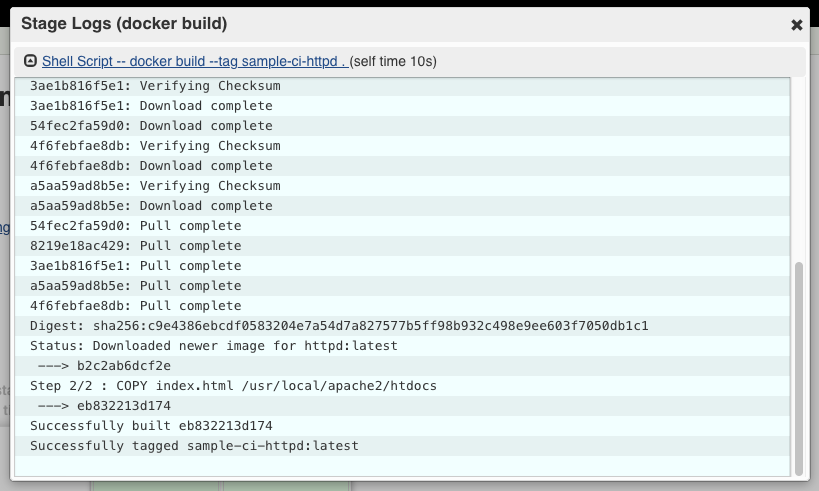 Stage Logs (docker build)
Shell Script -- docker build --tag sample-ci-httpd . (self time 10s)
3ae1b816f5e1: Verifying Checksum
3ae1b816f5e1: Download complete
54fec2fa59d0: Download complete
4f6febfae8db: Verifying Checksum
4f6febfae8db: Download complete
a5aa59ad8b5e: Verifying Checksum
a5aa59ad8b5e: Download complete
54fec2fa59d0: Pull complete
8219e18ac429: Pull complete
3ae1b816f5e1: Pull complete
a5aa59ad8b5e: Pull complete
4f6febfae8db: Pull complete
Digest: sha256:c9e4386ebcdf0583204e7a54d7a827577b5ff98b932c498e9ee603f7050db1c1
Status: Downloaded newer image for httpd:latest
---> b2c2ab6dcf2e
Step 2/2 : COPY index.html /usr/local/apache2/htdocs
---> eb832213d174
Successfully built eb832213d174
Successfully tagged sample-ci-httpd:latest